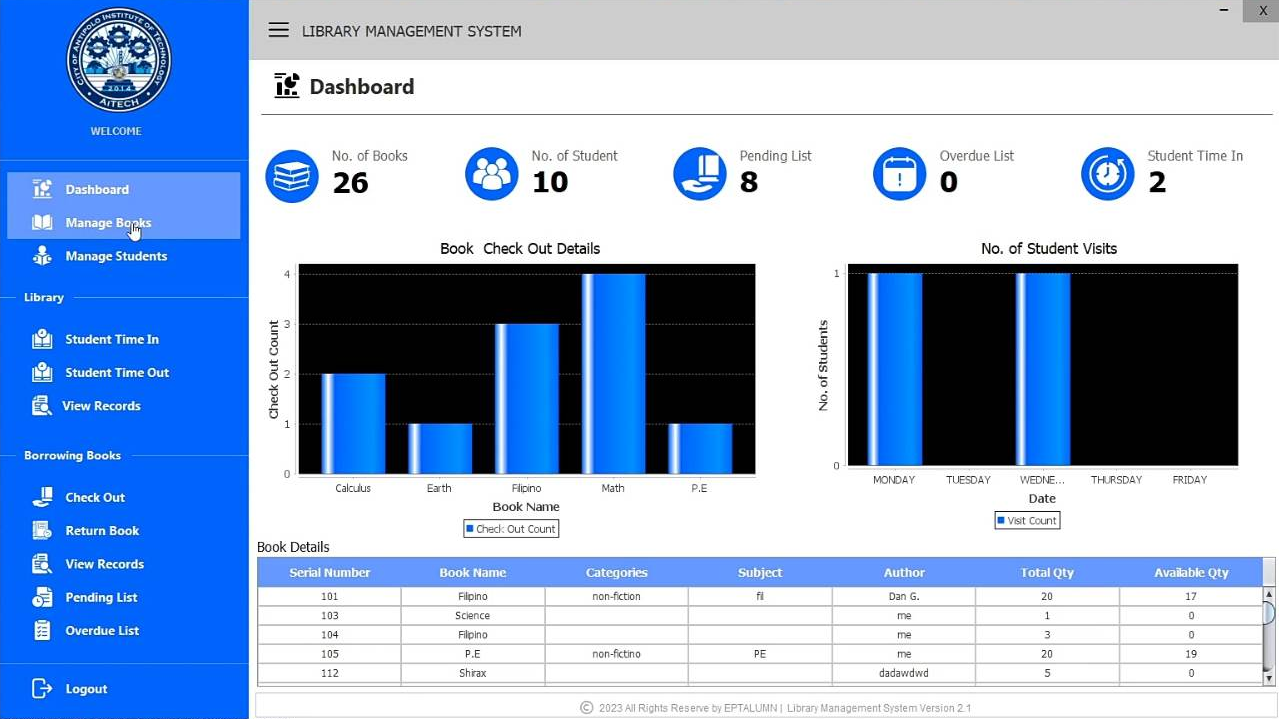 CITY OF ANTIPOLO INSTITUTE OF TECHNOLOGY
2014
AiTECH
WELCOME
Dashboard
Manage Books
Manage Students
Library
Student Time In
Student Time Out
View Records
Borrowing Books
Check Out
Return Book
View Records
Pending List
Overdue List
Logout
LIBRARY MANAGEMENT SYSTEM
X
Dashboard
No. of Books
26
No. of Student
10
Pending List
8
Overdue List
0
Student Time In
2
Book Check Out Details
Check Out Count
4
3
2
1
0
Calculus Earth Filipino Math P.E
Book Name
Check Out Count
No. of Student Visits
No. of Students
1
0
MONDAY TUESDAY WEDNE... THURSDAY FRIDAY
Date
Visit Count
Book Details
Serial Number Book Name Categories Subject Author Total Qty Available Qty
101 Filipino non-fiction fil Dan G. 20 17
103 Science me 1 0
104 Filipino me 3 0
105 P.E non-fictino PE me 20 19
112 Shirax dadawdwd 5 0
© 2023 All Rights Reserve by EPTALUMN | Library Management System Version 2.1